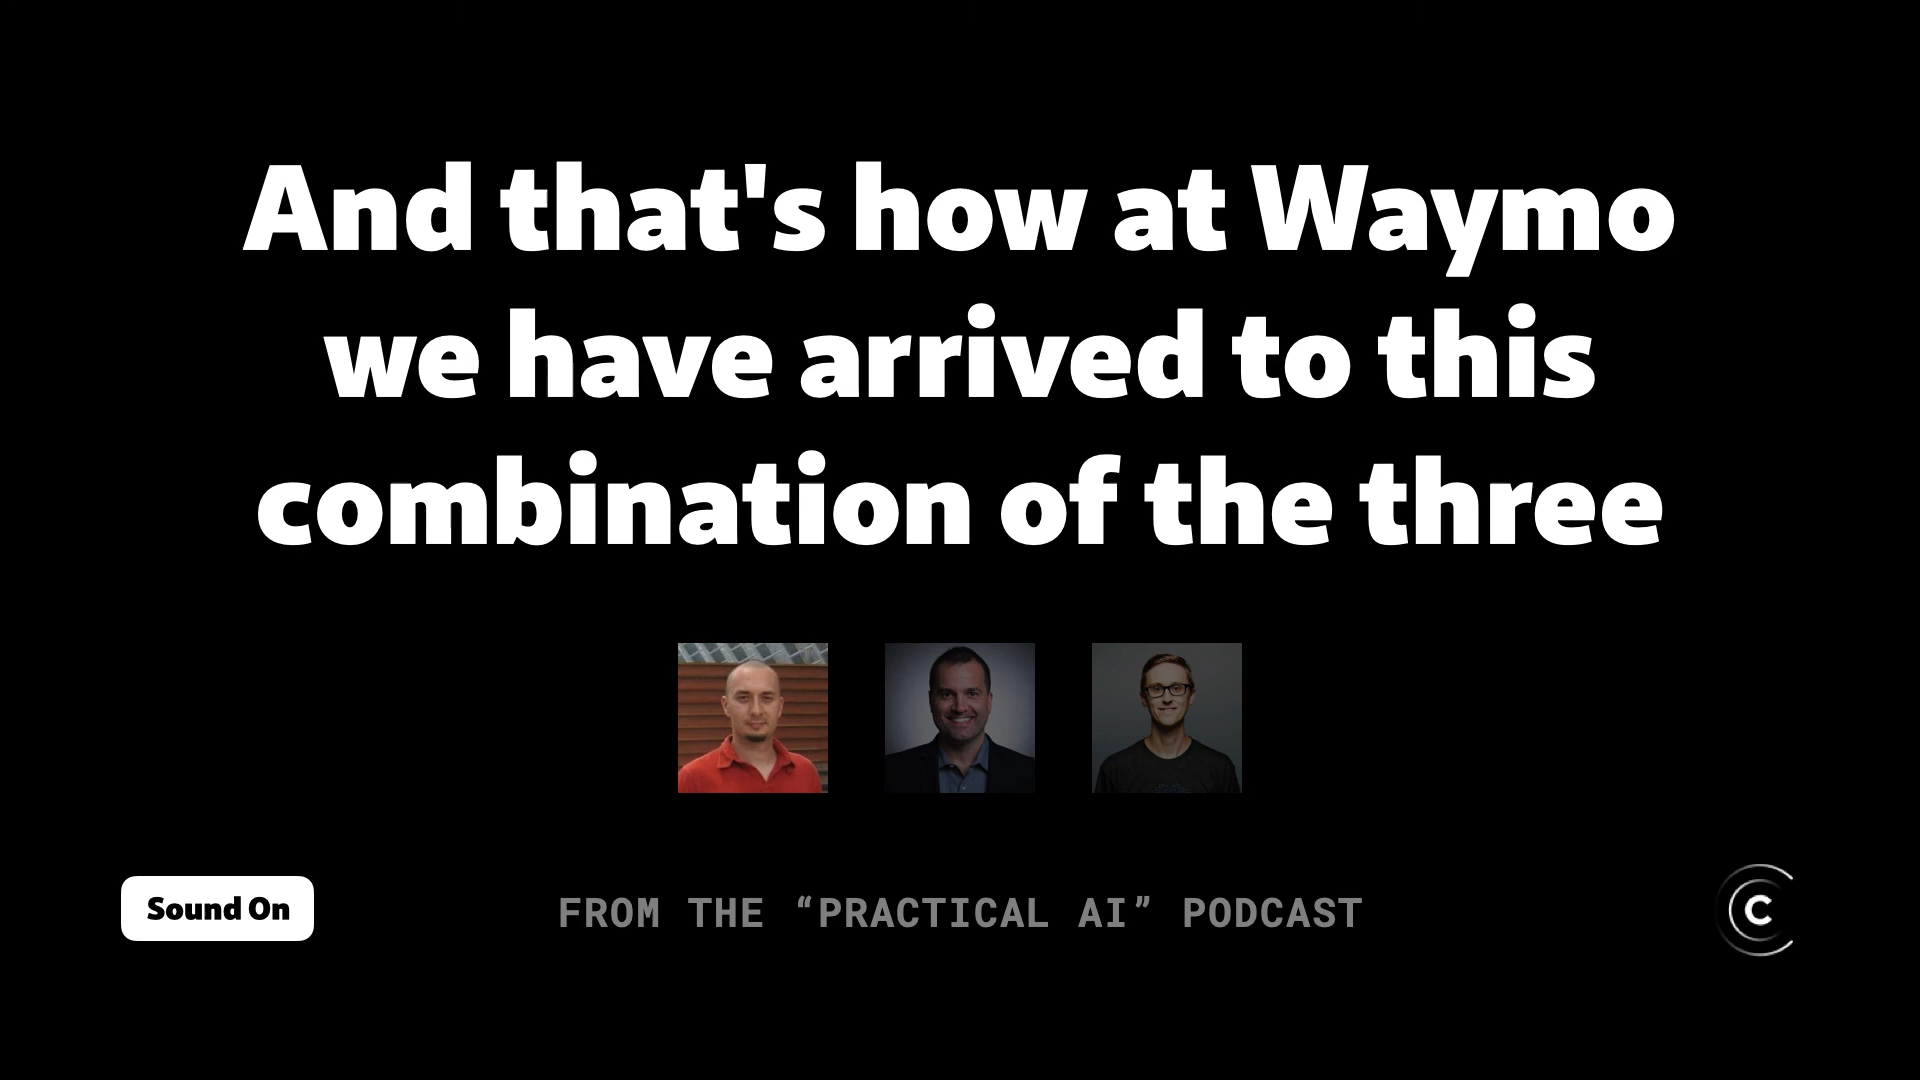 And that's how at Waymo
we have arrived to this
combination of the three
Sound On
FROM THE “PRACTICAL AI” PODCAST
C